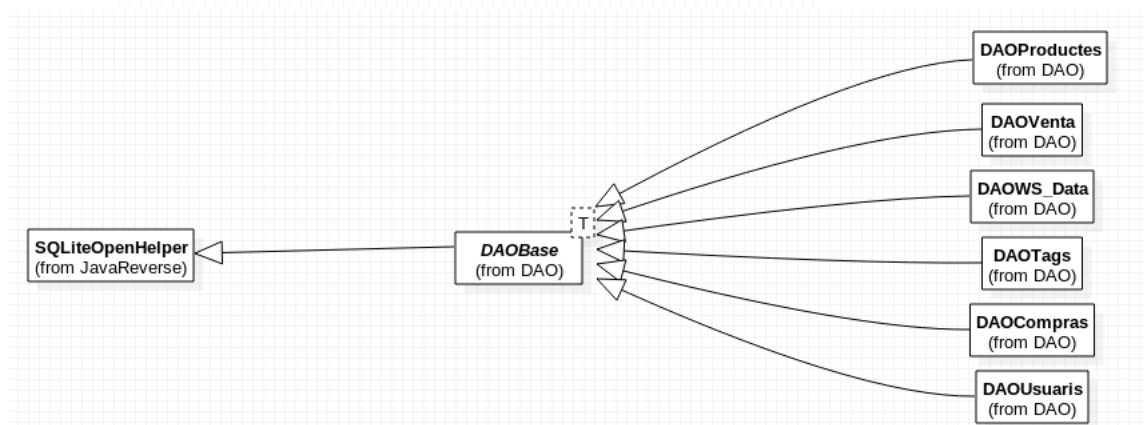 SQLiteOpenHelper
(from JavaReverse)
T
DAOBase
(from DAO)
DAOProductes
(from DAO)
DAOVenta
(from DAO)
DAOWS_Data
(from DAO)
DAOTags
(from DAO)
DAOCompras
(from DAO)
DAOUsuaris
(from DAO)